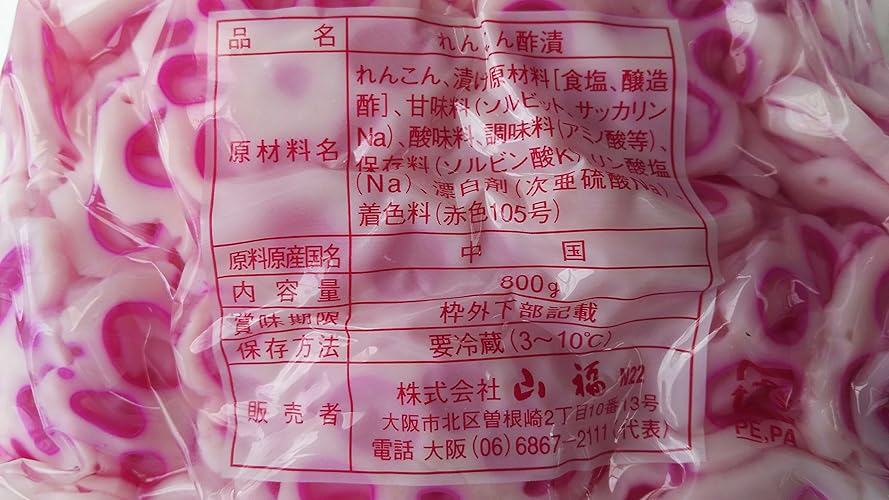 品名 れんこん酢漬
原材料名
れんこん、漬け原材料[食塩、醸造
酢]、甘味料(ソルビット、サッカリン
Na)、酸味料、調味料(アミノ酸等)、
保存料(ソルビン酸K)、リン酸塩
(Na)、漂白剤(次亜硫酸Na)、
着色料(赤色105号)
原料原産国名 中国
内容量 800g
賞味期限 枠外下部記載
保存方法 要冷蔵(3〜10℃)
販売者
株式会社 山福 N22
大阪市北区曽根崎2丁目10番13号
電話 大阪(06)6867-2111(代表)
PE,PA